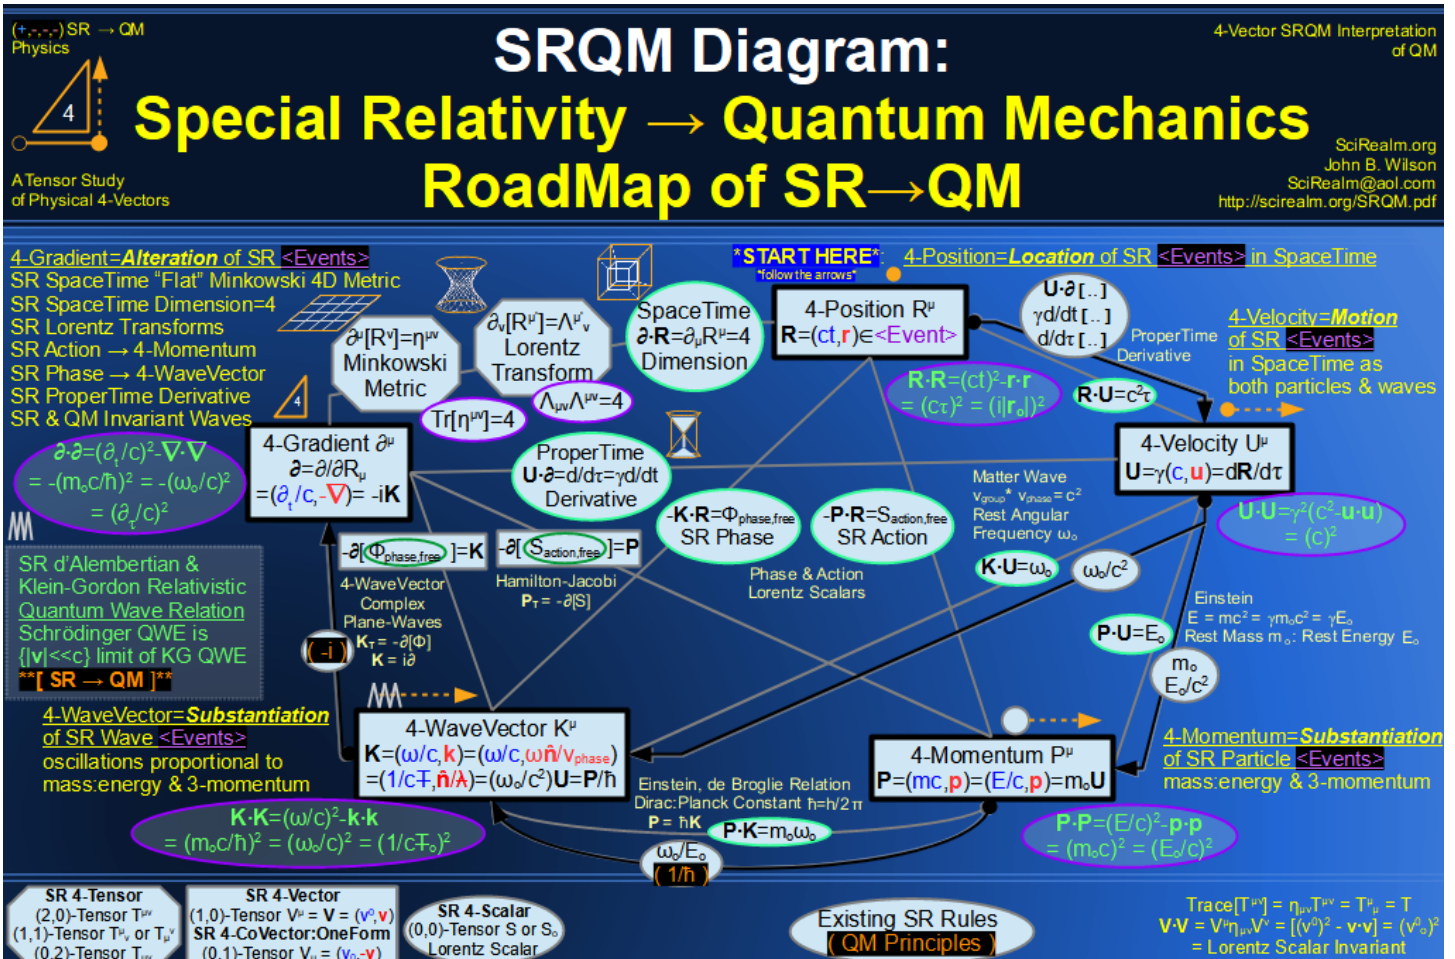 (+,-,-,-) SR → QM
Physics
4
A Tensor Study
of Physical 4-Vectors
SRQM Diagram:
Special Relativity → Quantum Mechanics
RoadMap of SR→QM
4-Vector SRQM Interpretation
of QM
SciRealm.org
John B. Wilson
SciRealm@aol.com
http://scirealm.org/SRQM.pdf
4-Gradient=Alteration of SR <Events>
SR SpaceTime "Flat" Minkowski 4D Metric
SR SpaceTime Dimension=4
SR Lorentz Transforms
SR Action → 4-Momentum
SR Phase → 4-WaveVector
SR ProperTime Derivative
SR & QM Invariant Waves
*START HERE*:
*follow the arrows*
4-Position=Location of SR <Events> in SpaceTime
∂^μ[R^ν]=η^μν
Minkowski
Metric
∂_ν[R^μ']=Λ^μ'_ν
Lorentz
Transform
SpaceTime
∂·R=∂_μR^μ=4
Dimension
4-Position R^μ
R=(ct,r)∈<Event>
U·∂[..]
γd/dt[..]
d/dτ[..]
ProperTime
Derivative
4-Velocity=Motion
of SR <Events>
in SpaceTime as
both particles & waves
4
Tr[η^μν]=4
Λ_μνΛ^μν=4
R·R=(ct)²-r·r
= (cτ)² = (i|r_o|)²
R·U=c²τ
∂·∂=(∂_t/c)²-∇·∇
= -(m_oc/ħ)² = -(ω_o/c)²
= (∂_τ/c)²
4-Gradient ∂^μ
∂=∂/∂R_μ
=(∂_t/c,-∇)= -iK
ProperTime
U·∂=d/dτ=γd/dt
Derivative
4-Velocity U^μ
U=γ(c,u)=dR/dτ
Matter Wave
v_group* v_phase = c²
Rest Angular
Frequency ω_o
-K·R=Φ_phase,free
SR Phase
-P·R=S_action,free
SR Action
U·U=γ²(c²-u·u)
= (c)²
-∂[Φ_phase,free]=K
-∂[S_action,free]=P
K·U=ω_o
ω_o/c²
SR d'Alembertian &
Klein-Gordon Relativistic
Quantum Wave Relation
Schrödinger QWE is
{|v|<<c} limit of KG QWE
**[ SR → QM ]**
4-WaveVector
Complex
Plane-Waves
K_T = -∂[Φ]
K = i∂
Hamilton-Jacobi
P_T = -∂[S]
Phase & Action
Lorentz Scalars
Einstein
E = mc² = γm_oc² = γE_o
Rest Mass m_o: Rest Energy E_o
P·U=E_o
( -i )
m_o
E_o/c²
4-WaveVector=Substantiation
of SR Wave <Events>
oscillations proportional to
mass:energy & 3-momentum
4-WaveVector K^μ
K=(ω/c,k)=(ω/c,ωn̂/v_phase)
=(1/cŦ,n̂/ƛ)=(ω_o/c²)U=P/ħ
4-Momentum P^μ
P=(mc,p)=(E/c,p)=m_oU
4-Momentum=Substantiation
of SR Particle <Events>
mass:energy & 3-momentum
Einstein, de Broglie Relation
Dirac:Planck Constant ħ=h/2π
P = ħK
P·K=m_oω_o
ω_o/E_o
( 1/ħ )
K·K=(ω/c)²-k·k
= (m_oc/ħ)² = (ω_o/c)² = (1/cŦ_o)²
P·P=(E/c)²-p·p
= (m_oc)² = (E_o/c)²
SR 4-Tensor
(2,0)-Tensor T^μν
(1,1)-Tensor T^μ_ν or T_μ^ν
(0,2)-Tensor T_μν
SR 4-Vector
(1,0)-Tensor V^μ = V = (v⁰,v)
SR 4-CoVector:OneForm
(0,1)-Tensor V_μ = (v₀,-v)
SR 4-Scalar
(0,0)-Tensor S or S_o
Lorentz Scalar
Existing SR Rules
( QM Principles )
Trace[T^μν] = η_μνT^μν = T^μ_μ = T
V·V = V^μη_μνV^ν = [(v⁰)² - v·v] = (v⁰_o)²
= Lorentz Scalar Invariant